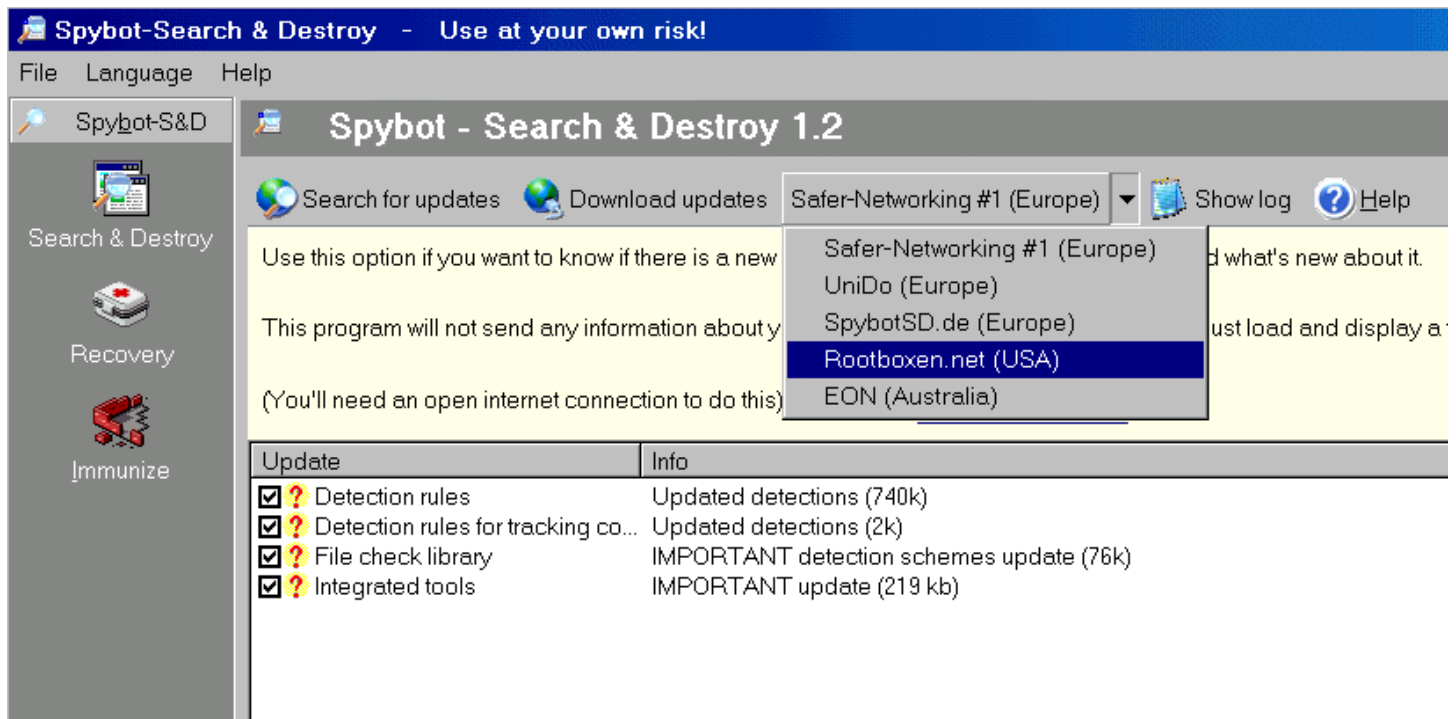 Spybot-Search & Destroy - Use at your own risk!
File Language Help
Spybot-S&D
Spybot - Search & Destroy 1.2
Search for updates Download updates Safer-Networking #1 (Europe) Show log Help
Search & Destroy
Recovery
Immunize
Use this option if you want to know if there is a new
d what's new about it.
This program will not send any information about y
ust load and display a
(You'll need an open internet connection to do this)
Safer-Networking #1 (Europe)
UniDo (Europe)
SpybotSD.de (Europe)
Rootboxen.net (USA)
EON (Australia)
Update Info
Detection rules Updated detections (740k)
Detection rules for tracking co... Updated detections (2k)
File check library IMPORTANT detection schemes update (76k)
Integrated tools IMPORTANT update (219 kb)